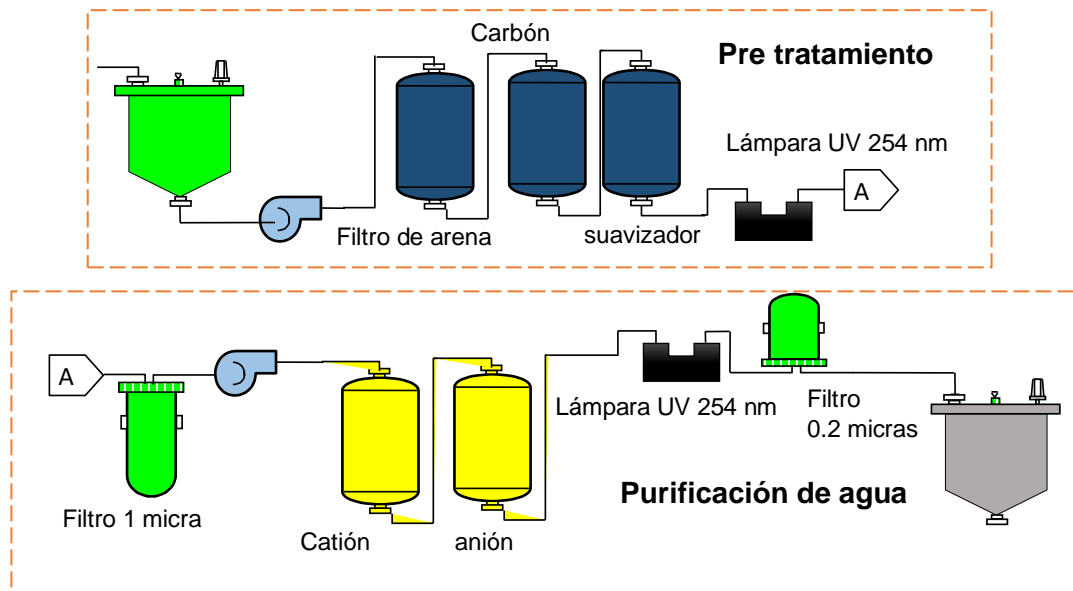 Carbón
Pre tratamiento
Lámpara UV 254 nm
A
Filtro de arena
suavizador
A
Lámpara UV 254 nm
Filtro
0.2 micras
Purificación de agua
Filtro 1 micra
Catión
anión